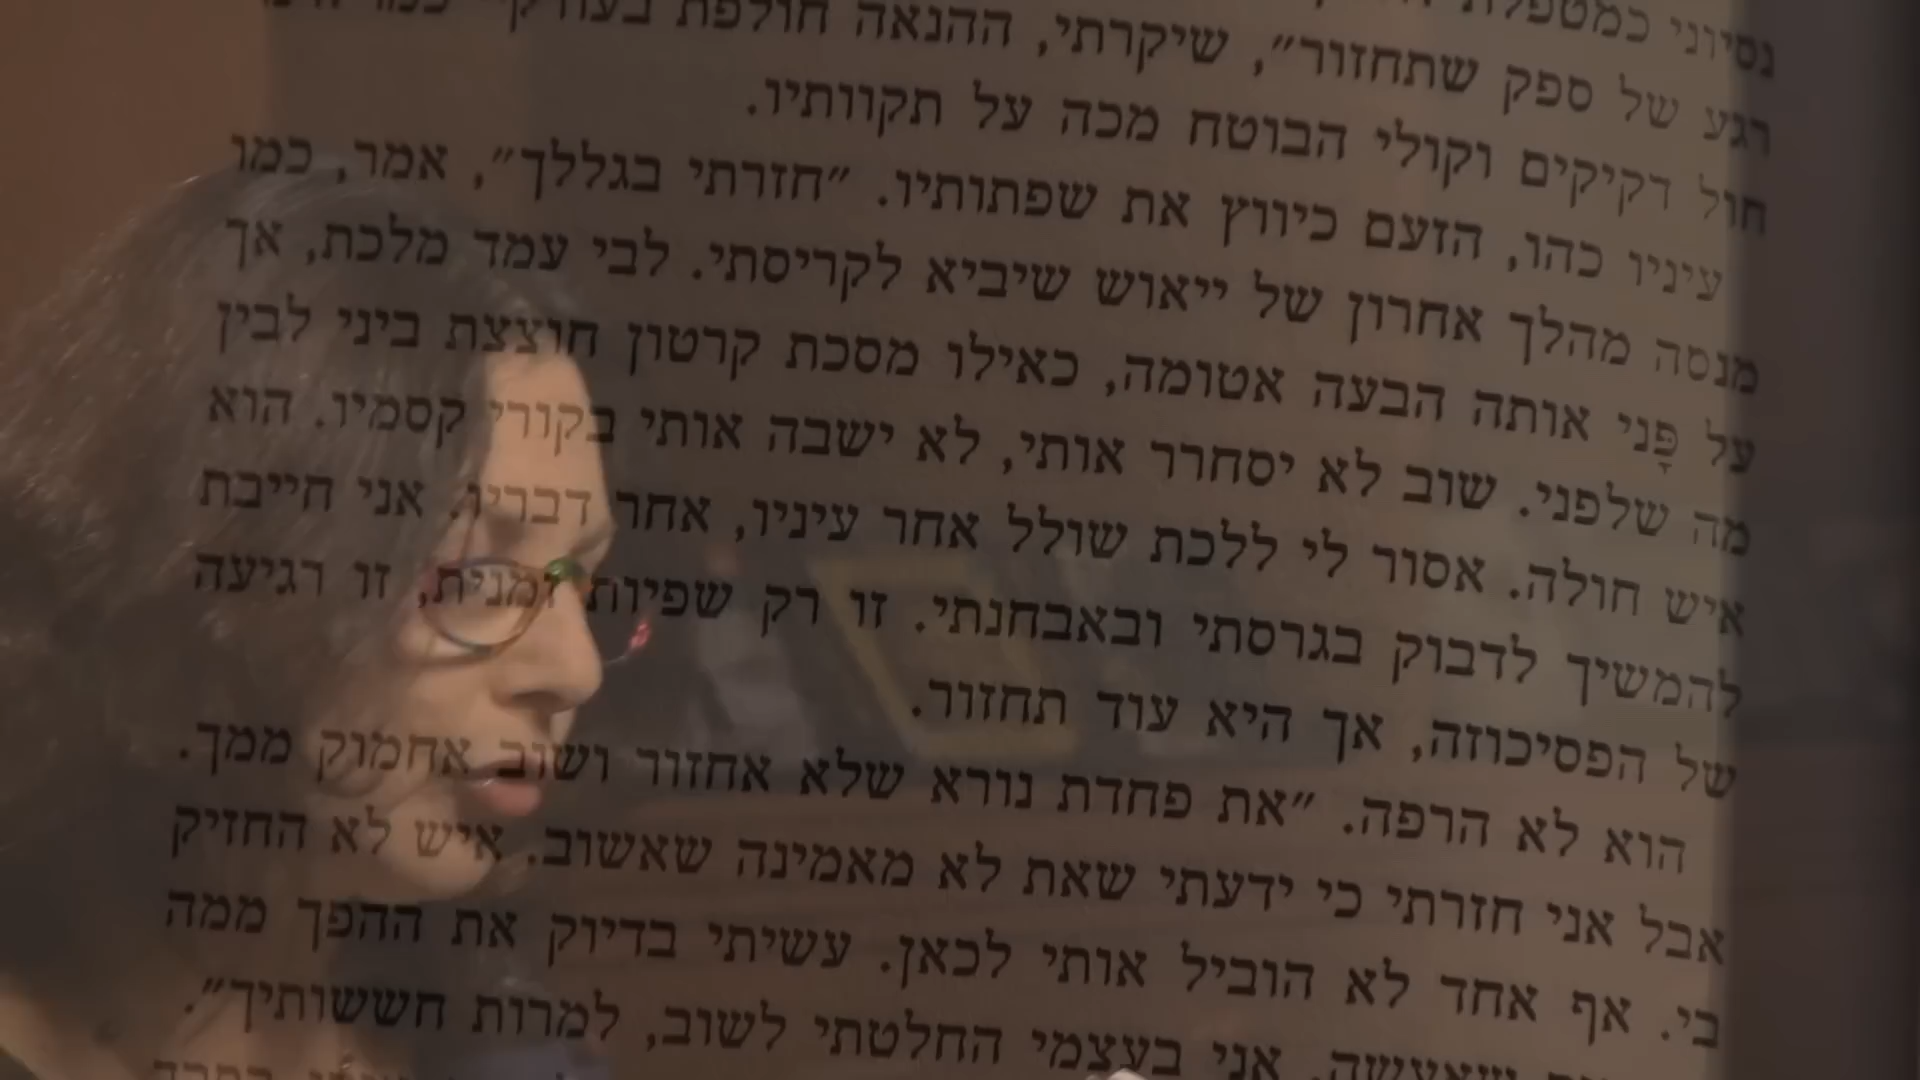 נסיוני כמטפלת
רגע של ספק שתחזור", שיקרתי, ההנאה חולפת בעורקי כמו
חול דקיקים וקולי הבוטח מכה על תקוותיו.
עיניו כהו, הזעם כיווץ את שפתותיו. "חזרתי בגללך", אמר, כמו
מנסה מהלך אחרון של ייאוש שיביא לקריסתי. לבי עמד מלכת, אך
על פָּני אותה הבעה אטומה, כאילו מסכת קרטון חוצצת ביני לבין
מה שלפני. שוב לא יסחרר אותי, לא ישבה אותי בקורי קסמיו. הוא
איש חולה. אסור לי ללכת שולל אחר עיניו, אחר דבריו. אני חייבת
להמשיך לדבוק בגרסתי ובאבחנתי. זו רק שפיות זמנית, זו רגיעה
של הפסיכוזה, אך היא עוד תחזור.
הוא לא הרפה. "את פחדת נורא שלא אחזור ושוב אחמוק ממך.
אבל אני חזרתי כי ידעתי שאת לא מאמינה שאשוב. איש לא החזיק
בי. אף אחד לא הוביל אותי לכאן. עשיתי בדיוק את ההפך ממה
שאעשה. אני בעצמי החלטתי לשוב, למרות חששותיך".